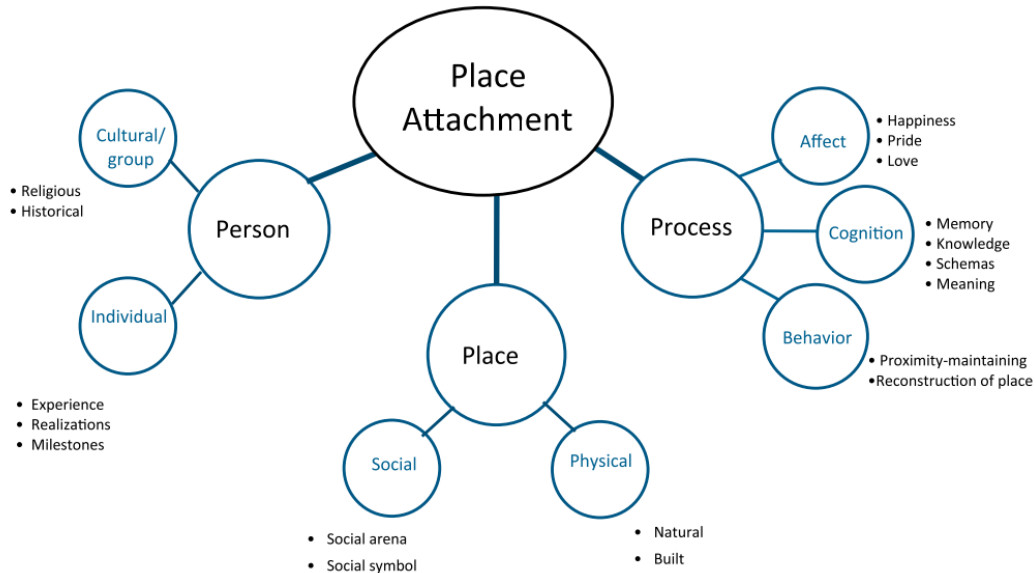 Place
Attachment
Cultural/
group
• Religious
• Historical
Person
Individual
• Experience
• Realizations
• Milestones
Place
Social
• Social arena
• Social symbol
Physical
• Natural
• Built
Process
Affect
• Happiness
• Pride
• Love
Cognition
• Memory
• Knowledge
• Schemas
• Meaning
Behavior
• Proximity-maintaining
•Reconstruction of place